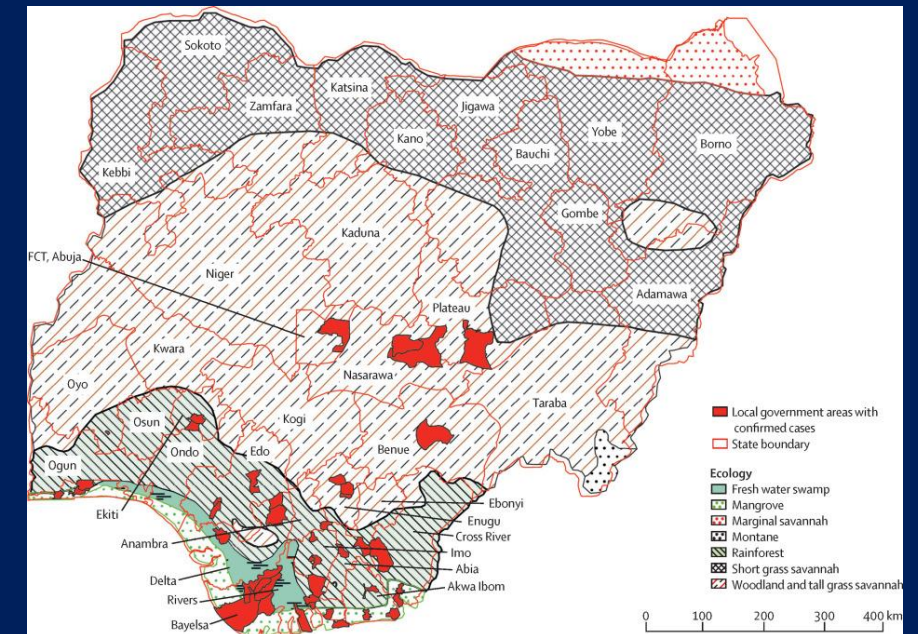 Sokoto
Katsina
Zamfara
Jigawa
Kano
Yobe
Borno
Bauchi
Kebbi
Gombe
Kaduna
FCT, Abuja
Niger
Adamawa
Plateau
Kwara
Nasarawa
Oyo
Taraba
Osun
Kogi
Ondo
Edo
Benue
Ogun
Ekiti
Ebonyi
Enugu
Cross River
Anambra
Imo
Abia
Delta
Akwa Ibom
Rivers
Bayelsa
Local government areas with
confirmed cases
State boundary
Ecology
Fresh water swamp
Mangrove
Marginal savannah
Montane
Rainforest
Short grass savannah
Woodland and tall grass savannah
0 100 200 300 400 km